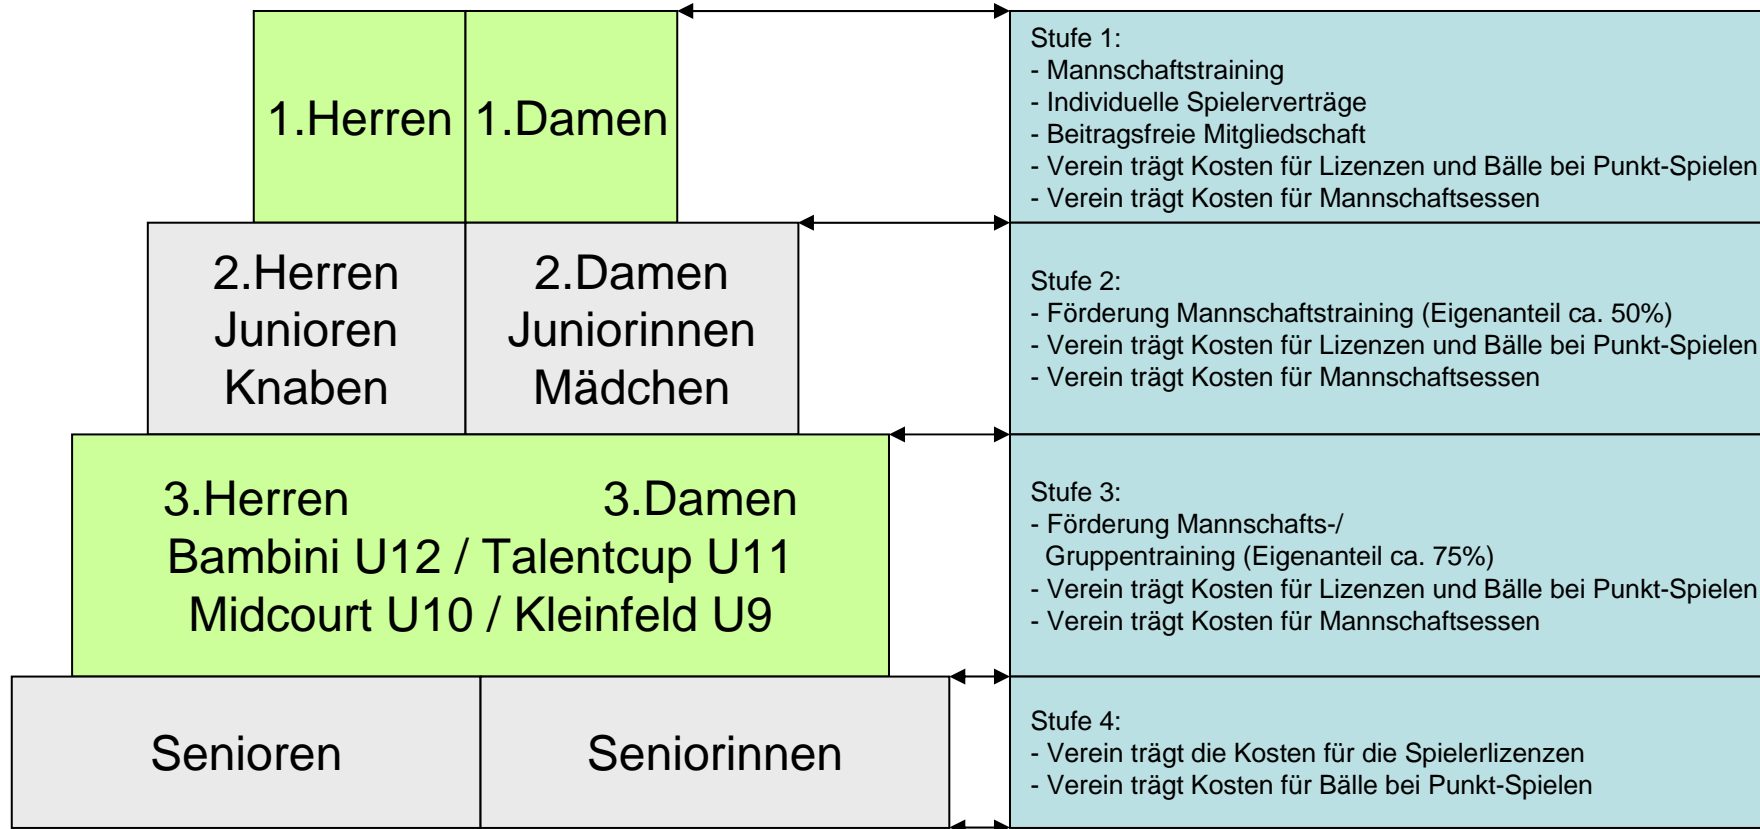 1.Herren
1.Damen
Stufe 1:
- Mannschaftstraining
- Individuelle Spielerverträge
- Beitragsfreie Mitgliedschaft
- Verein trägt Kosten für Lizenzen und Bälle bei Punkt-Spielen
- Verein trägt Kosten für Mannschaftsessen
2.Herren
Junioren
Knaben
2.Damen
Juniorinnen
Mädchen
Stufe 2:
- Förderung Mannschaftstraining (Eigenanteil ca. 50%)
- Verein trägt Kosten für Lizenzen und Bälle bei Punkt-Spielen
- Verein trägt Kosten für Mannschaftsessen
3.Herren 3.Damen
Bambini U12 / Talentcup U11
Midcourt U10 / Kleinfeld U9
Stufe 3:
- Förderung Mannschafts-/
Gruppentraining (Eigenanteil ca. 75%)
- Verein trägt Kosten für Lizenzen und Bälle bei Punkt-Spielen
- Verein trägt Kosten für Mannschaftsessen
Senioren
Seniorinnen
Stufe 4:
- Verein trägt die Kosten für die Spielerlizenzen
- Verein trägt Kosten für Bälle bei Punkt-Spielen